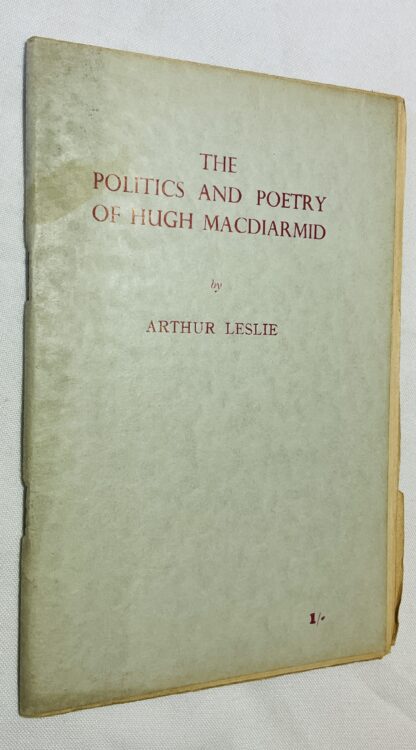 THE
POLITICS AND POETRY
OF HUGH MACDIARMID
by
ARTHUR LESLIE
1/-